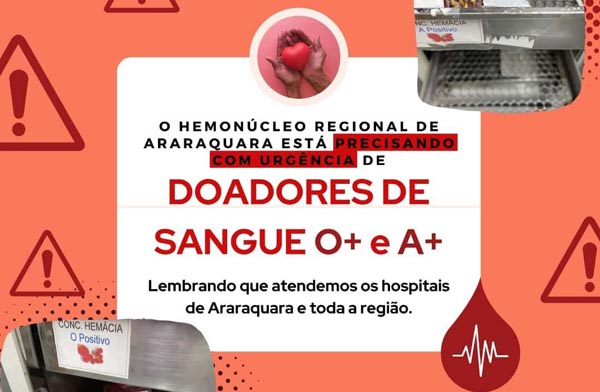 NC. HEMÁCIA
A Positivo
O HEMONÚCLEO REGIONAL DE
ARARAQUARA ESTÁ PRECISANDO
COM URGÊNCIA DE
DOADORES DE
SANGUE O+ e A+
Lembrando que atendemos os hospitais
de Araraquara e toda a região.
CONC. HEMÁCIA
O Positivo